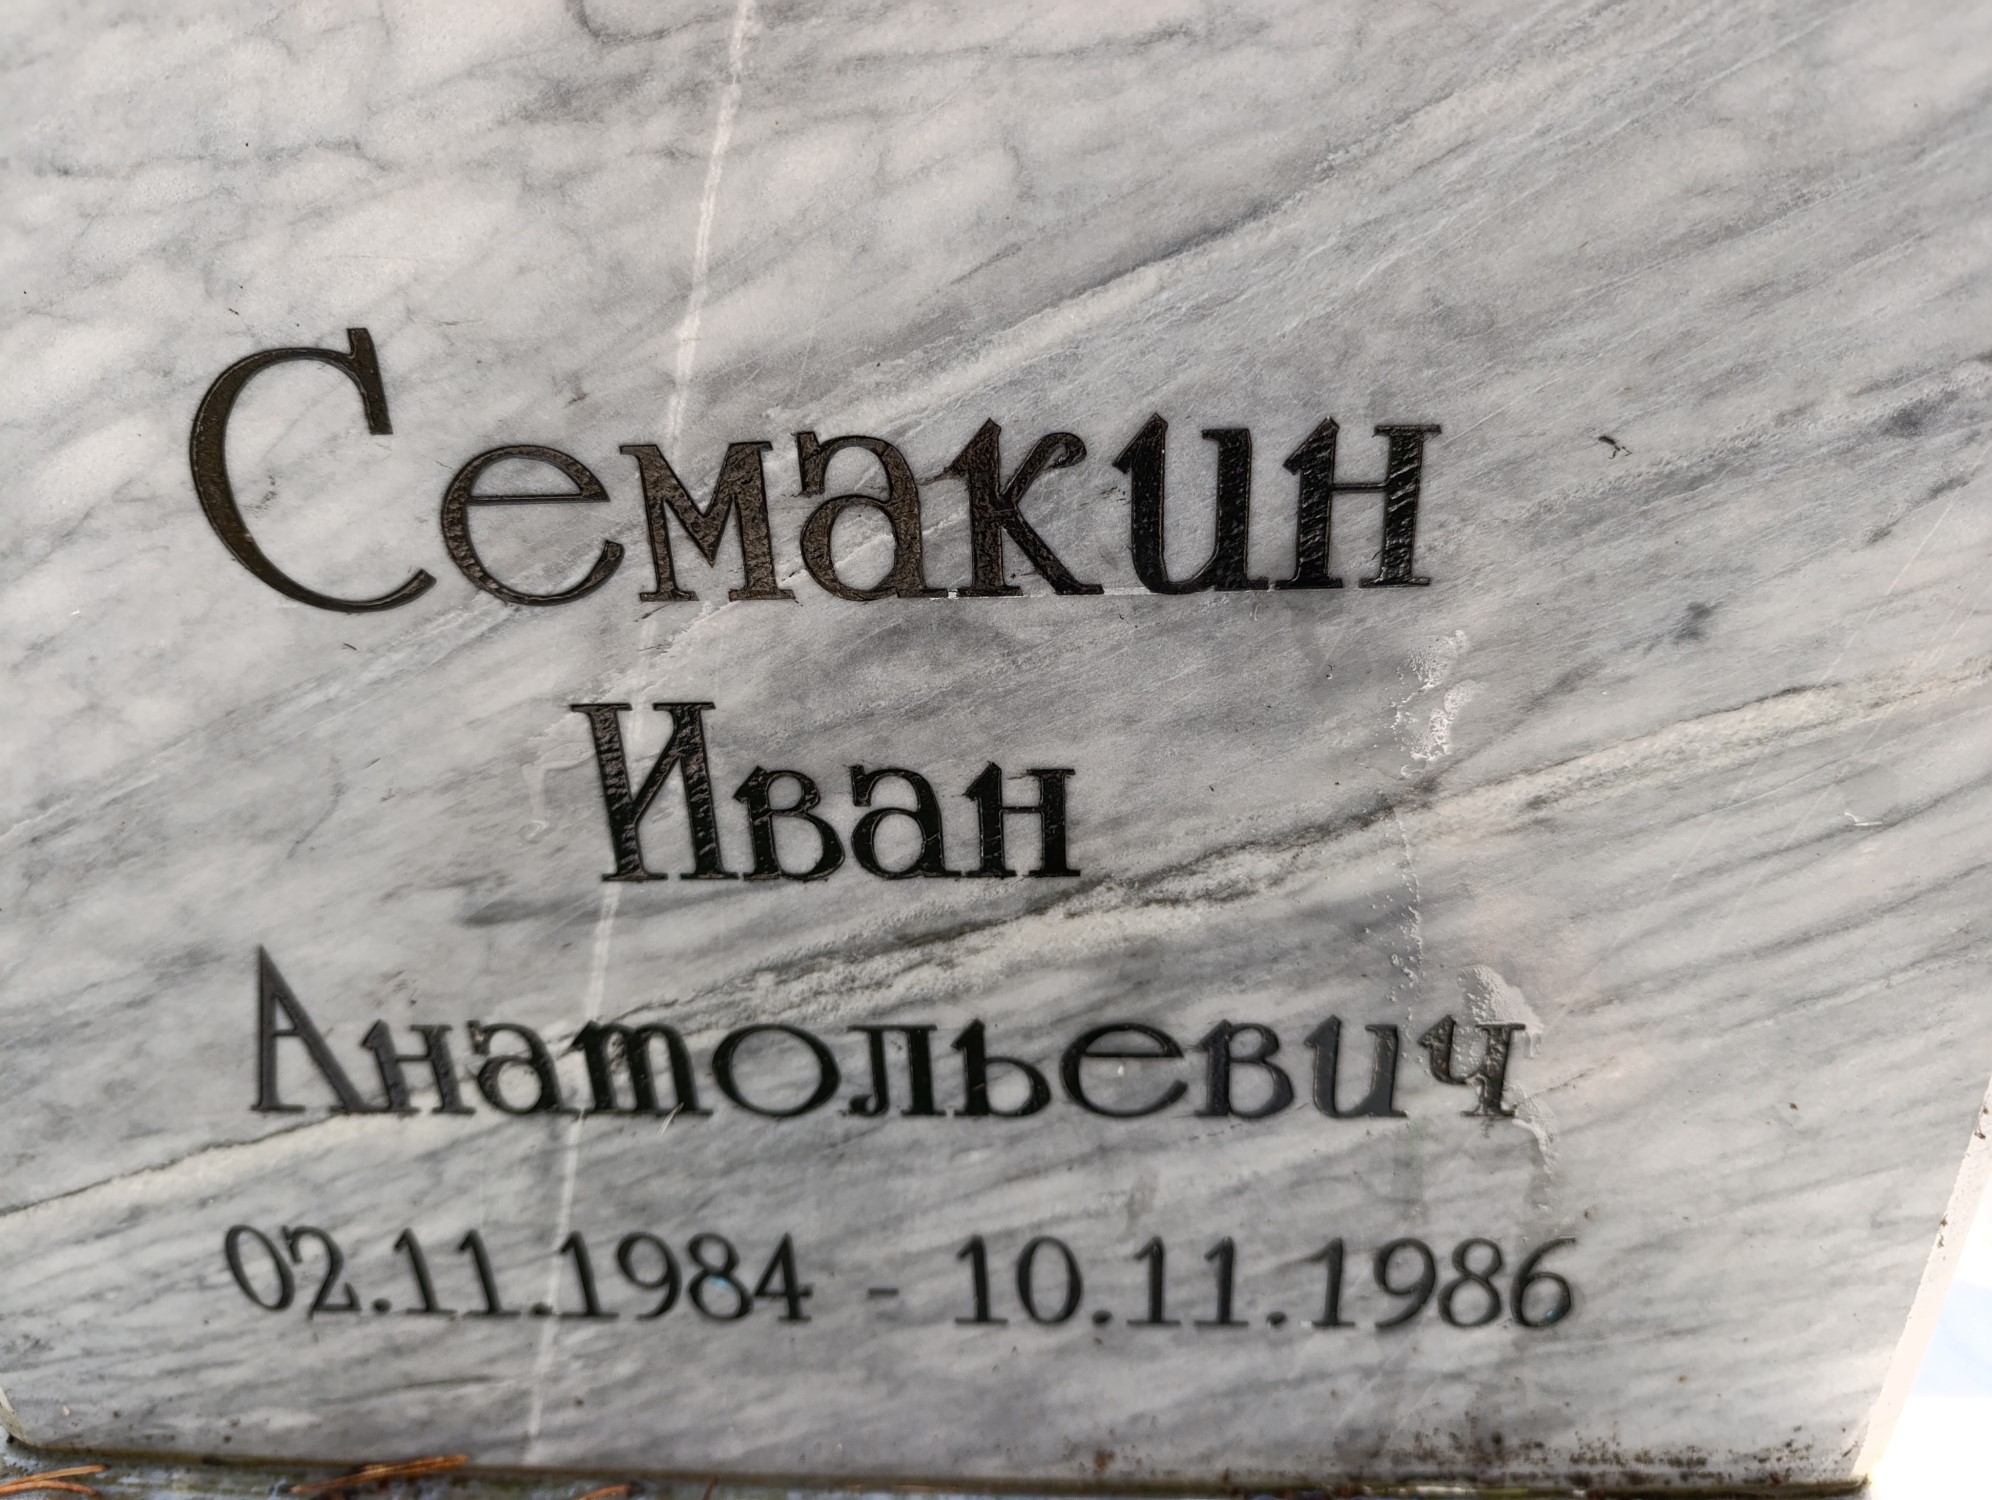 Семакин
Иван
Анатольевич
02.11.1984 - 10.11.1986